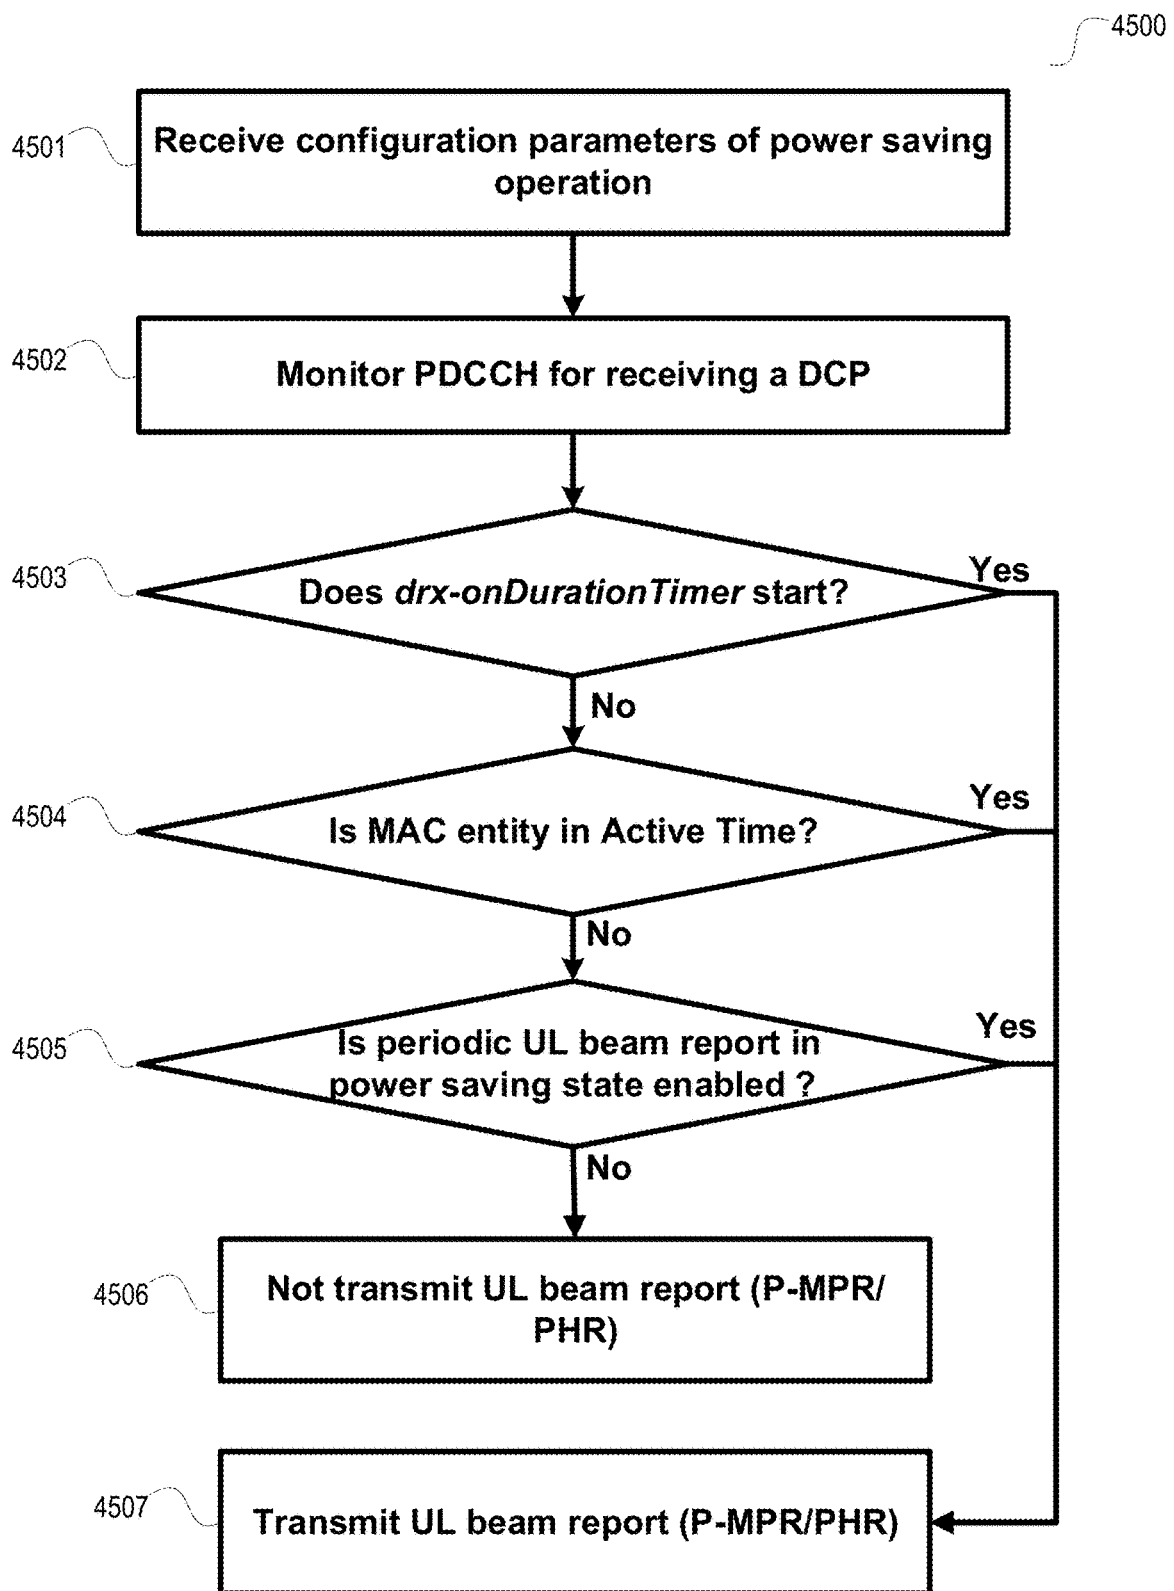 4500
4501
Receive configuration parameters of power saving
operation
4502
Monitor PDCCH for receiving a DCP
4503
Does drx-onDurationTimer start?
Yes
No
4504
Is MAC entity in Active Time?
Yes
No
4505
Is periodic UL beam report in
power saving state enabled ?
Yes
No
4506
Not transmit UL beam report (P-MPR/
PHR)
4507
Transmit UL beam report (P-MPR/PHR)